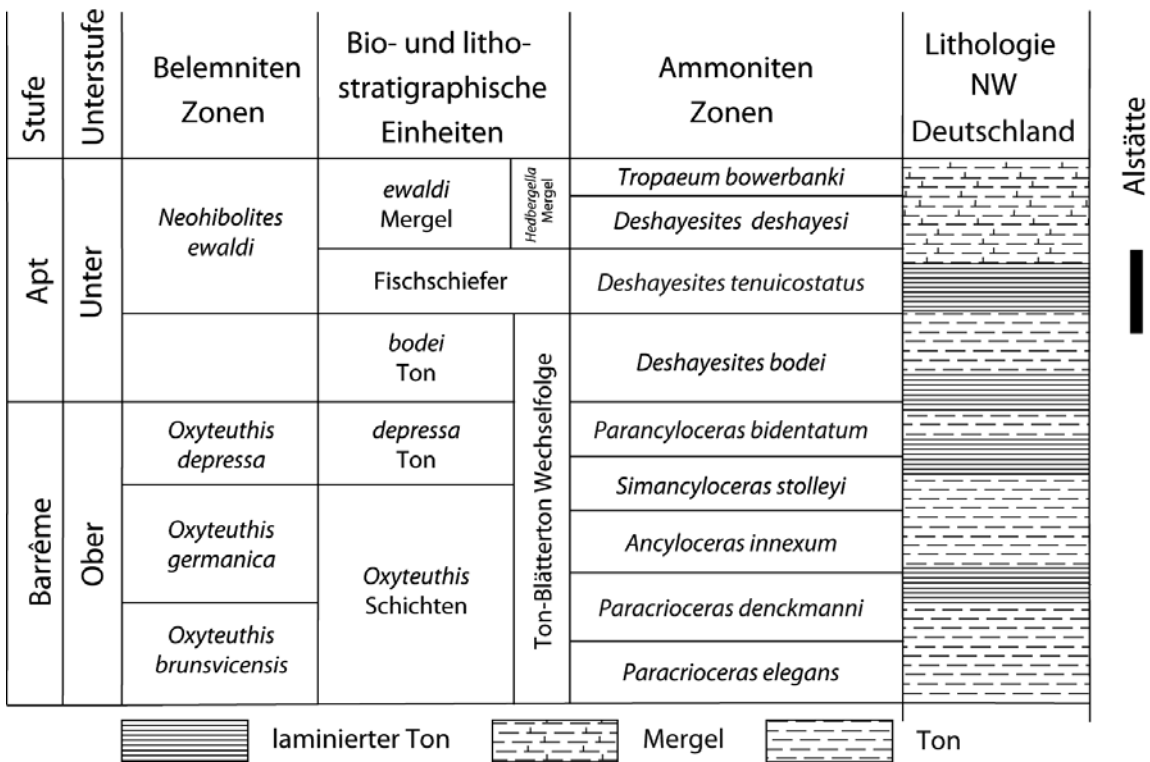 Stufe
Unterstufe
Belemniten
Zonen
Bio- und litho-
stratigraphische
Einheiten
Ammoniten
Zonen
Lithologie
NW
Deutschland
Alstätte
Apt
Unter
Neohibolites
ewaldi
ewaldi
Mergel
Hedbergella
Mergel
Tropaeum bowerbanki
Deshayesites deshayesi
Fischschiefer
Deshayesites tenuicostatus
bodei
Ton
Ton-Blätterton Wechselfolge
Deshayesites bodei
Barrême
Ober
Oxyteuthis
depressa
depressa
Ton
Parancyloceras bidentatum
Simancyloceras stolleyi
Oxyteuthis
germanica
Oxyteuthis
Schichten
Ancyloceras innexum
Paracrioceras denckmanni
Oxyteuthis
brunsvicensis
Paracrioceras elegans
laminierter Ton
Mergel
Ton